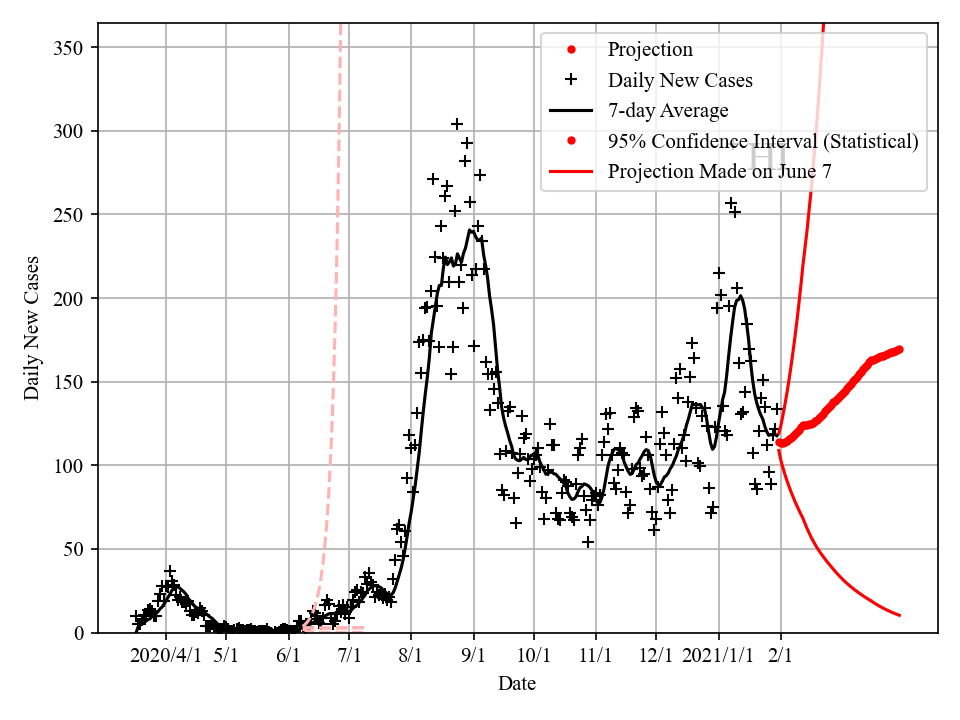 350
300
250
200
150
100
50
0
Daily New Cases
Projection
Daily New Cases
7-day Average
95% Confidence Interval (Statistical)
Projection Made on June 7
HI
2020/4/1 5/1 6/1 7/1 8/1 9/1 10/1 11/1 12/1 2021/1/1 2/1
Date